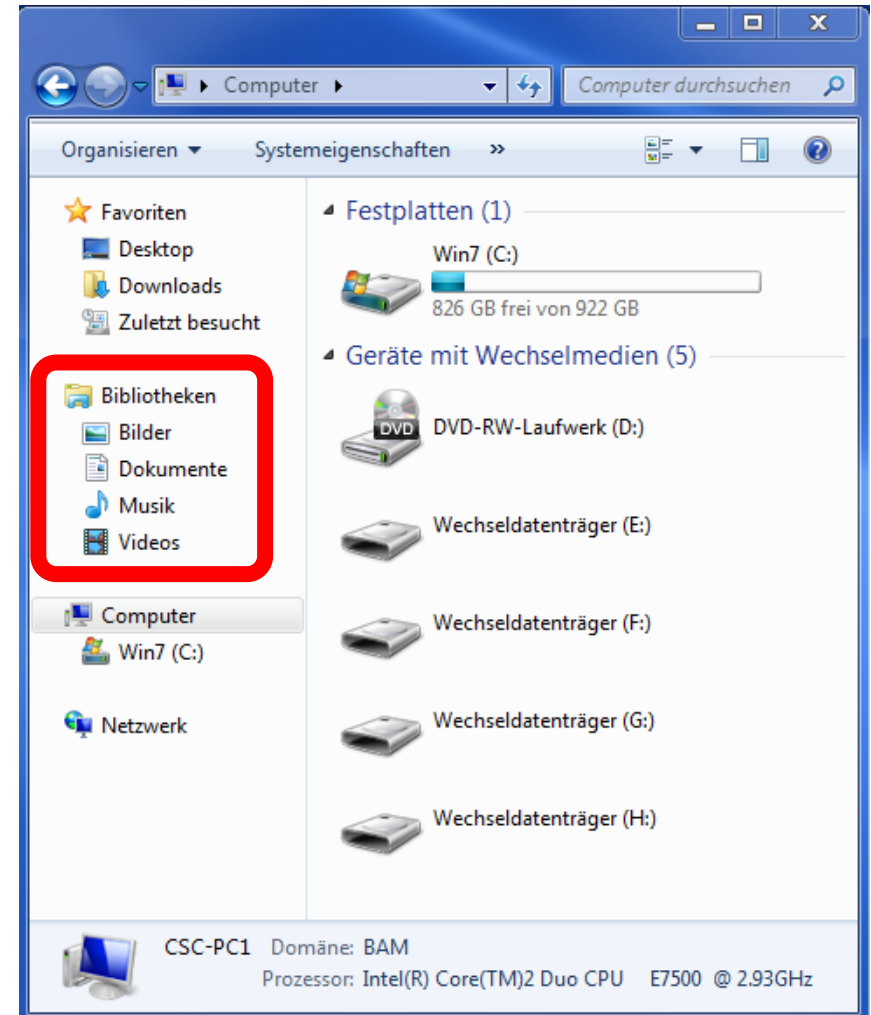 Computer
Computer durchsuchen
Organisieren Systemeigenschaften »
Favoriten
Desktop
Downloads
Zuletzt besucht
Bibliotheken
Bilder
Dokumente
Musik
Videos
Computer
Win7 (C:)
Netzwerk
Festplatten (1)
Win7 (C:)
826 GB frei von 922 GB
Geräte mit Wechselmedien (5)
DVD
DVD-RW-Laufwerk (D:)
Wechseldatenträger (E:)
Wechseldatenträger (F:)
Wechseldatenträger (G:)
Wechseldatenträger (H:)
CSC-PC1 Domäne: BAM
Prozessor: Intel(R) Core(TM)2 Duo CPU E7500 @ 2.93GHz